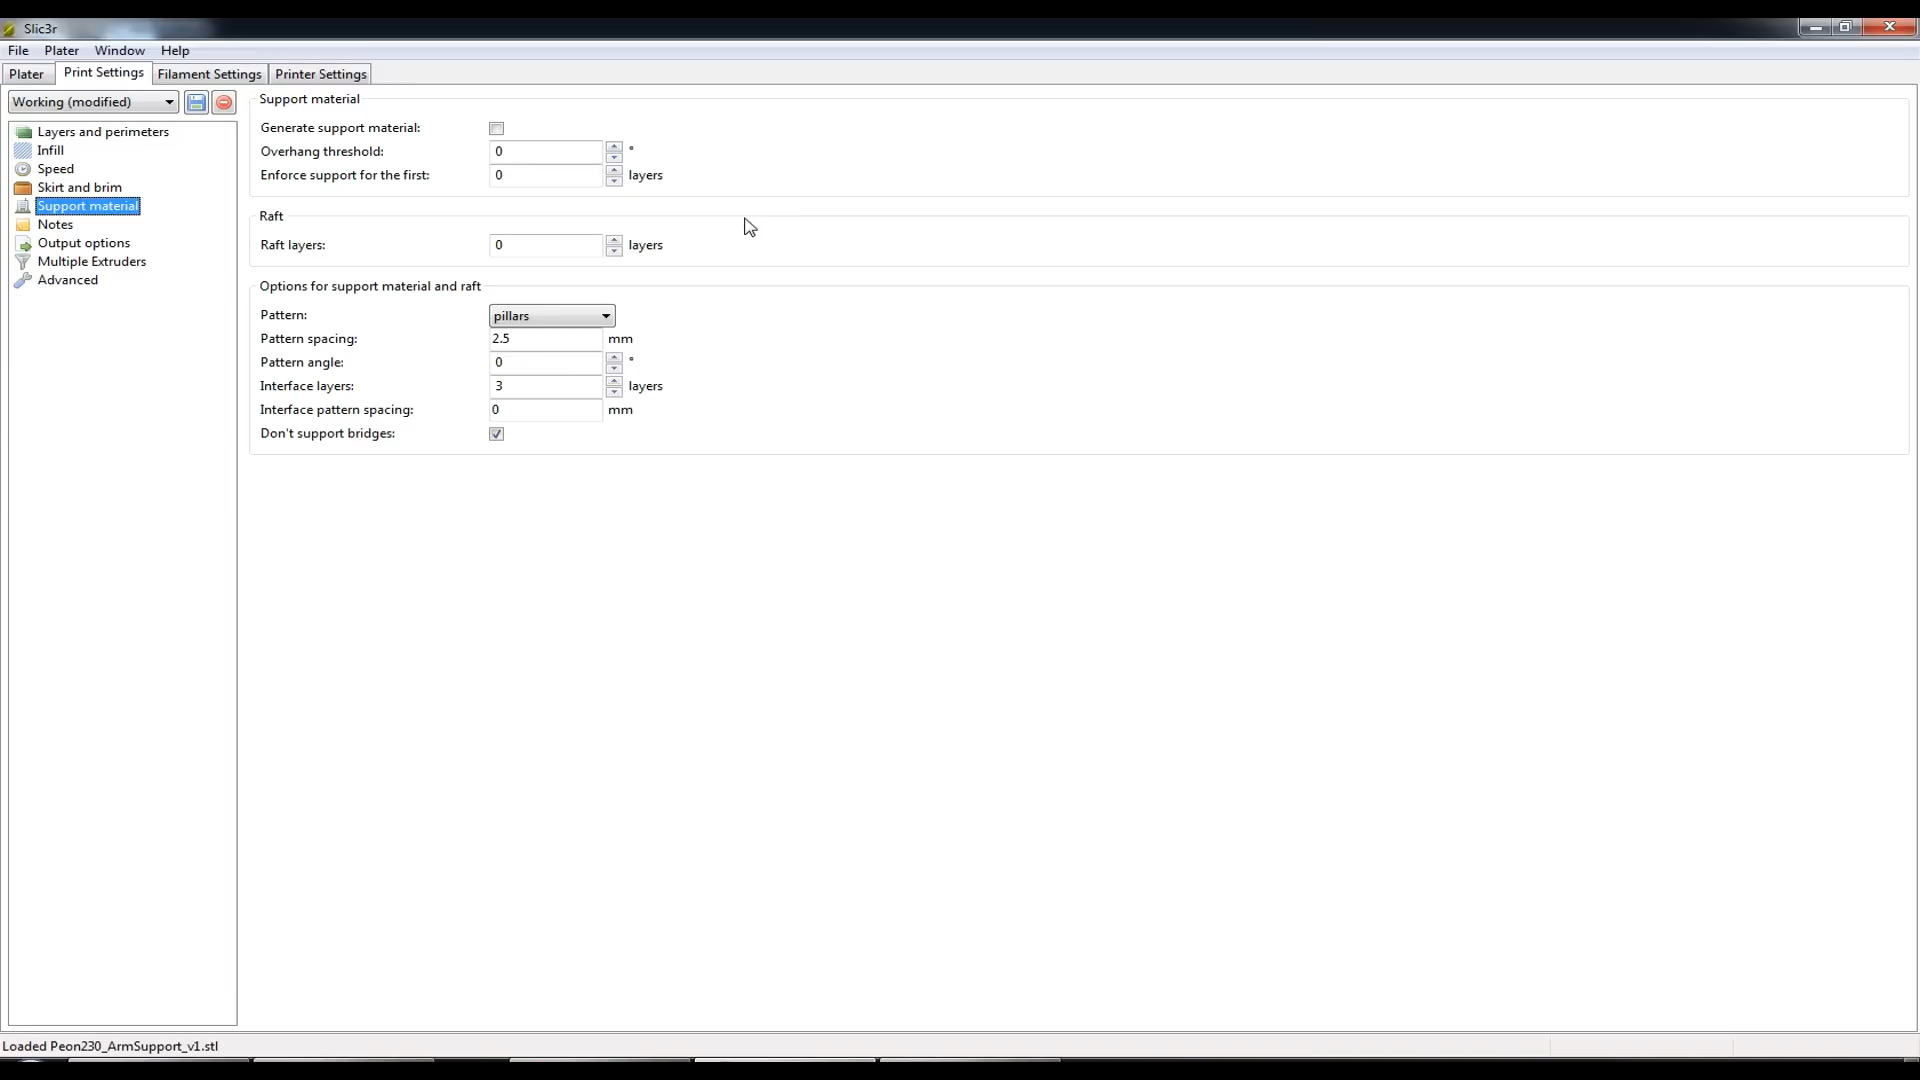 Slic3r
File Plater Window Help
Plater Print Settings Filament Settings Printer Settings
Working (modified)
Layers and perimeters
Infill
Speed
Skirt and brim
Support material
Notes
Output options
Multiple Extruders
Advanced
Support material
Generate support material:
Overhang threshold: 0 °
Enforce support for the first: 0 layers
Raft
Raft layers: 0 layers
Options for support material and raft
Pattern: pillars
Pattern spacing: 2.5 mm
Pattern angle: 0 °
Interface layers: 3 layers
Interface pattern spacing: 0 mm
Don't support bridges:
Loaded Peon230_ArmSupport_v1.stl